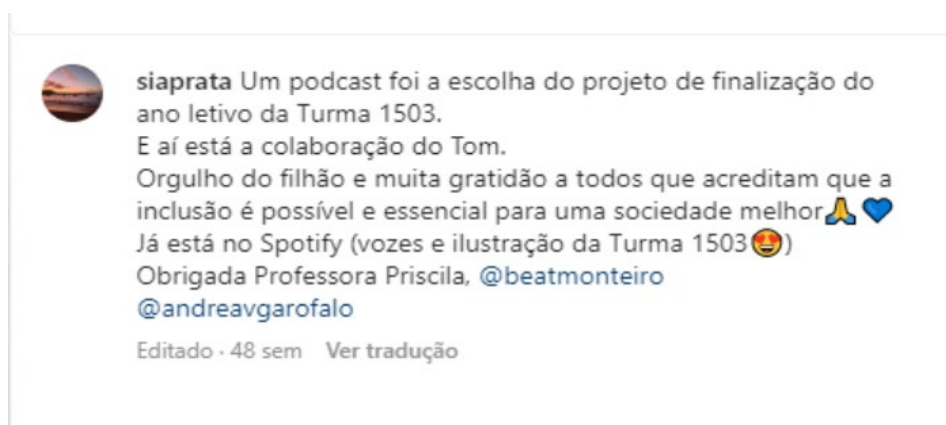 siaprata Um podcast foi a escolha do projeto de finalização do
ano letivo da Turma 1503.
E aí está a colaboração do Tom.
Orgulho do filhão e muita gratidão a todos que acreditam que a
inclusão é possível e essencial para uma sociedade melhor🙏💙
Já está no Spotify (vozes e ilustração da Turma 1503😍)
Obrigada Professora Priscila, @beatmonteiro
@andreavgarofalo
Editado · 48 sem Ver tradução